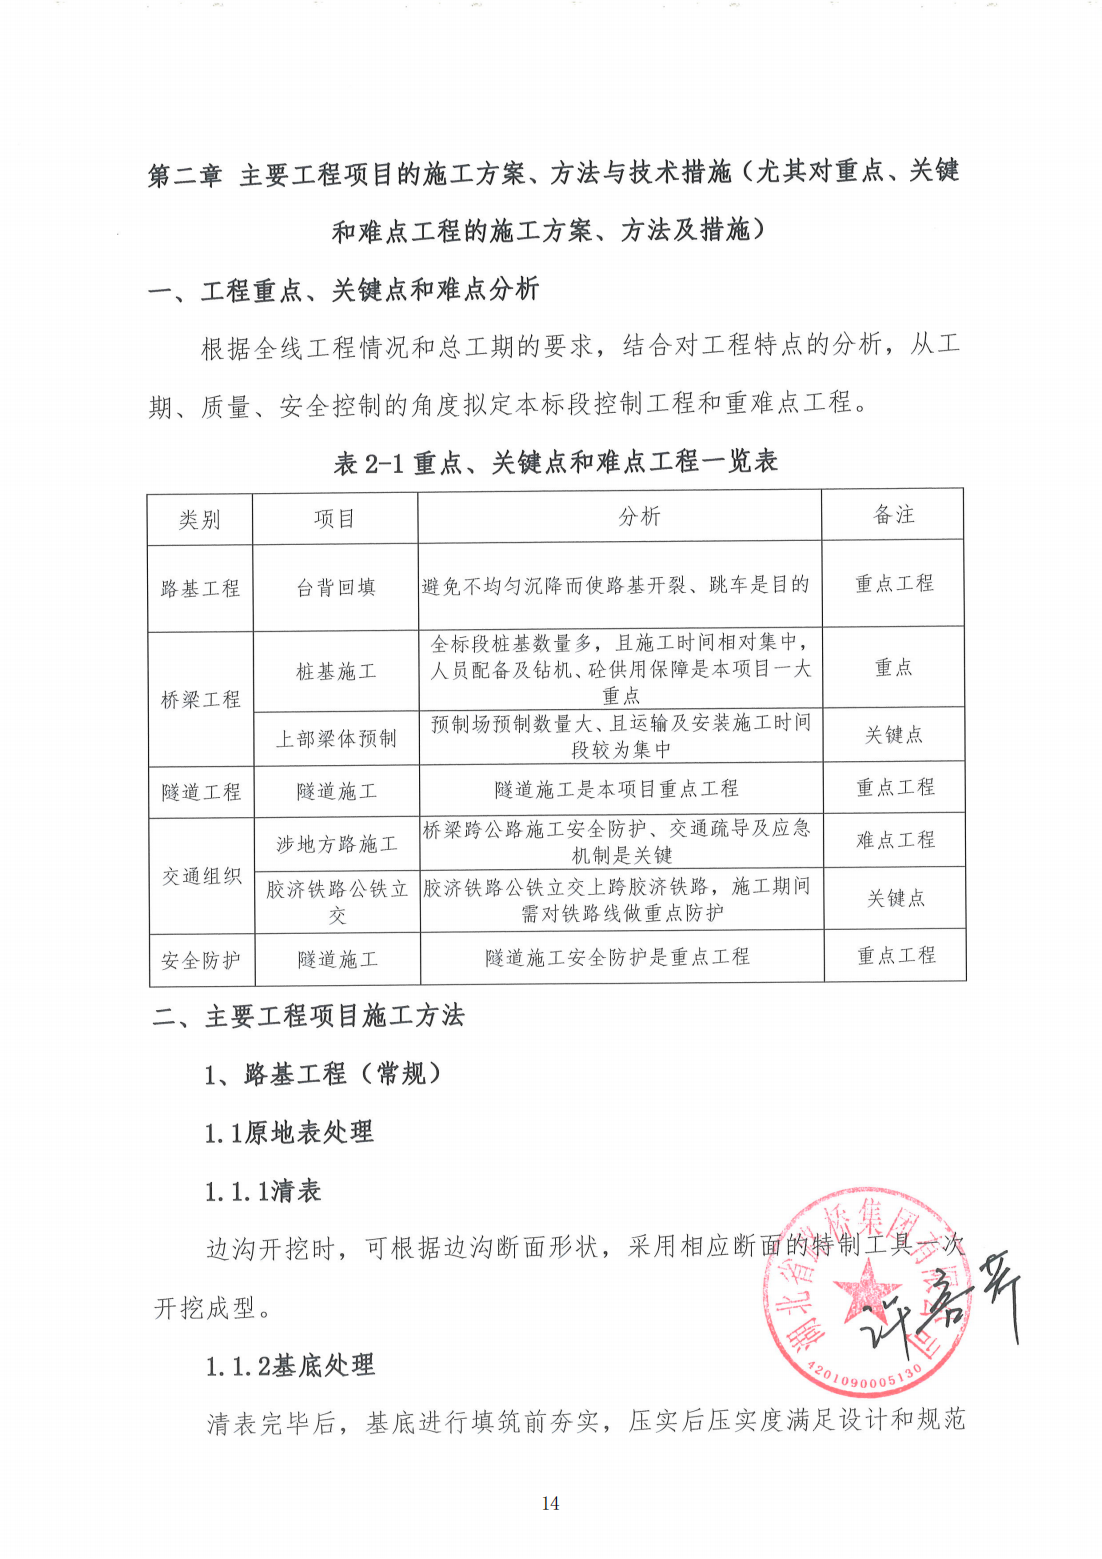 第二章 主要工程项目的施工方案、方法与技术措施（尤其对重点、关键
和难点工程的施工方案、方法及措施）
一、工程重点、关键点和难点分析
根据全线工程情况和总工期的要求，结合对工程特点的分析，从工
期、质量、安全控制的角度拟定本标段控制工程和重难点工程。
表 2-1 重点、关键点和难点工程一览表
类别 项目 分析 备注
路基工程 台背回填 避免不均匀沉降而使路基开裂、跳车是目的 重点工程
桥梁工程
桩基施工
全标段桩基数量多，且施工时间相对集中，
人员配备及钻机、砼供用保障是本项目一大
重点
重点
上部梁体预制
预制场预制数量大、且运输及安装施工时间
段较为集中
关键点
隧道工程 隧道施工 隧道施工是本项目重点工程 重点工程
交通组织
涉地方路施工
桥梁跨公路施工安全防护、交通疏导及应急
机制是关键
难点工程
胶济铁路公铁立
交
胶济铁路公铁立交上跨胶济铁路，施工期间
需对铁路线做重点防护
关键点
安全防护 隧道施工 隧道施工安全防护是重点工程 重点工程
二、主要工程项目施工方法
1、路基工程（常规）
1.1原地表处理
1.1.1清表
边沟开挖时，可根据边沟断面形状，采用相应断面的特制工具一次
开挖成型。
1.1.2基底处理
清表完毕后，基底进行填筑前夯实，压实后压实度满足设计和规范
湖北省路桥集团有限公司
4201090005130
14